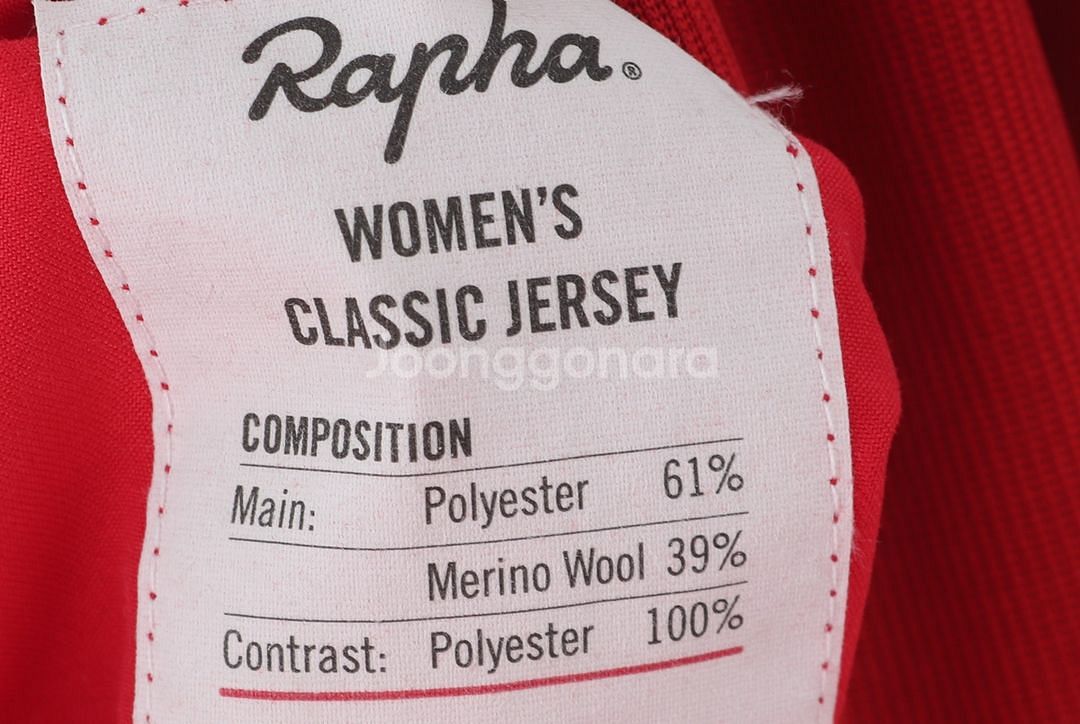 Rapha®
WOMEN'S
CLASSIC JERSEY
Joonggonara
COMPOSITION
Main: Polyester 61%
Merino Wool 39%
Contrast: Polyester 100%